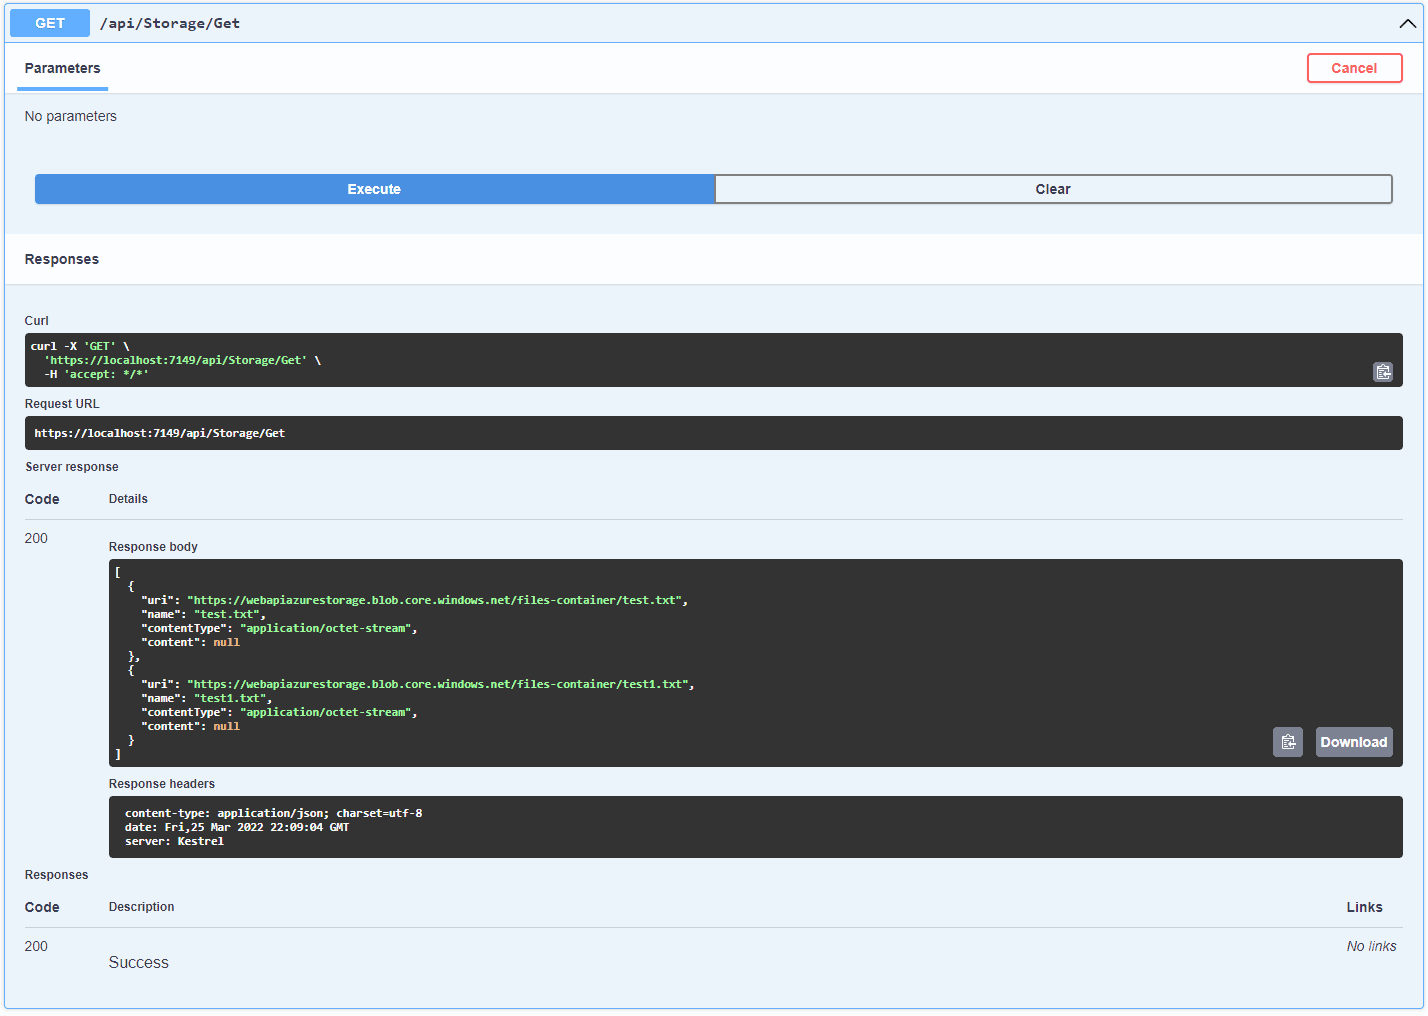 GET /api/Storage/Get
Parameters
Cancel
No parameters
Execute
Clear
Responses
Curl
curl -X 'GET' \
  'https://localhost:7149/api/Storage/Get' \
  -H 'accept: */*'
Request URL
https://localhost:7149/api/Storage/Get
Server response
Code Details
200
Response body
[
  {
    "uri": "https://webapiazurestorage.blob.core.windows.net/files-container/test.txt",
    "name": "test.txt",
    "contentType": "application/octet-stream",
    "content": null
  },
  {
    "uri": "https://webapiazurestorage.blob.core.windows.net/files-container/test1.txt",
    "name": "test1.txt",
    "contentType": "application/octet-stream",
    "content": null
  }
]
Download
Response headers
content-type: application/json; charset=utf-8
date: Fri,25 Mar 2022 22:09:04 GMT
server: Kestrel
Responses
Code Description Links
200 No links
Success